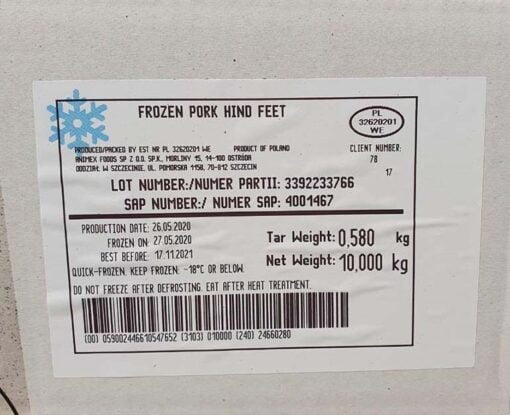 FROZEN PORK HIND FEET
PL
32620201
WE
PRODUCED/PACKED BY EST NR PL 32620201 WE PRODUCT OF POLAND
ANIMEX FOODS SP Z O.O. SP.K., MORLINY 15, 14-100 OSTRÓDA
ODDZIAŁ W SZCZECINIE, UL. POMORSKA 115B, 70-812 SZCZECIN
CLIENT NUMBER:
78
17
LOT NUMBER:/NUMER PARTII: 3392233766
SAP NUMBER:/ NUMER SAP: 4001467
PRODUCTION DATE: 26.05.2020
FROZEN ON: 27.05.2020
BEST BEFORE: 17.11.2021
Tar Weight: 0,580 kg
Net Weight: 10,000 kg
QUICK-FROZEN. KEEP FROZEN: -18°C OR BELOW.
DO NOT FREEZE AFTER DEFROSTING. EAT AFTER HEAT TREATMENT.
(00) 059002446610547652 (3103) 010000 (240) 24660280